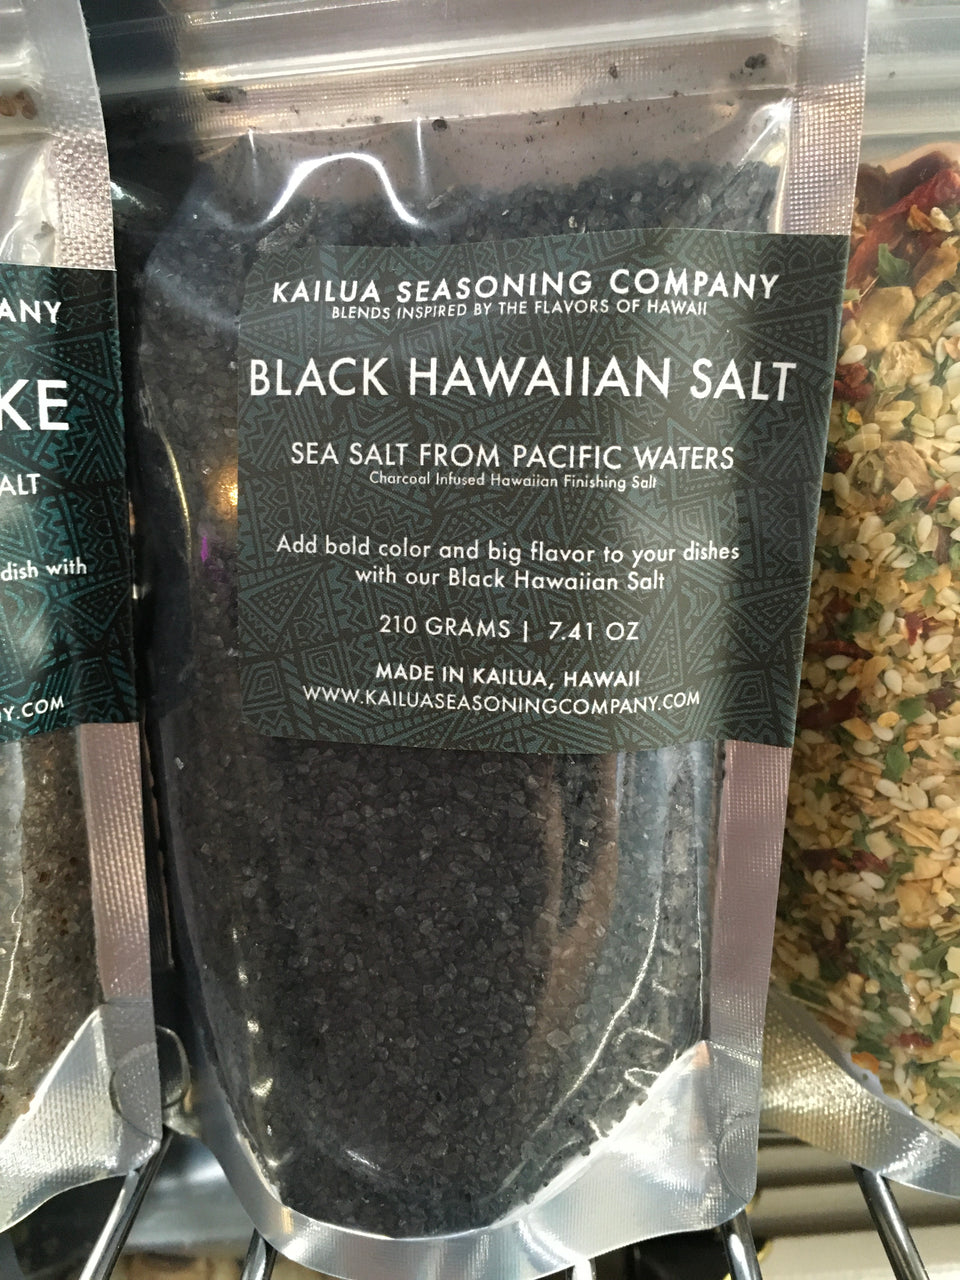 KAILUA SEASONING COMPANY
BLENDS INSPIRED BY THE FLAVORS OF HAWAII
BLACK HAWAIIAN SALT
SEA SALT FROM PACIFIC WATERS
Charcoal Infused Hawaiian Finishing Salt
Add bold color and big flavor to your dishes
with our Black Hawaiian Salt
210 GRAMS | 7.41 OZ
MADE IN KAILUA, HAWAII
WWW.KAILUASEASONINGCOMPANY.COM
ANY
KE
ALT
dish with
Y.COM